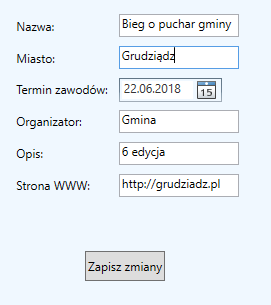 Nazwa: Bieg o puchar gminy
Miasto: Grudziądz
Termin zawodów: 22.06.2018 15
Organizator: Gmina
Opis: 6 edycja
Strona WWW: http://grudziadz.pl
Zapisz zmiany